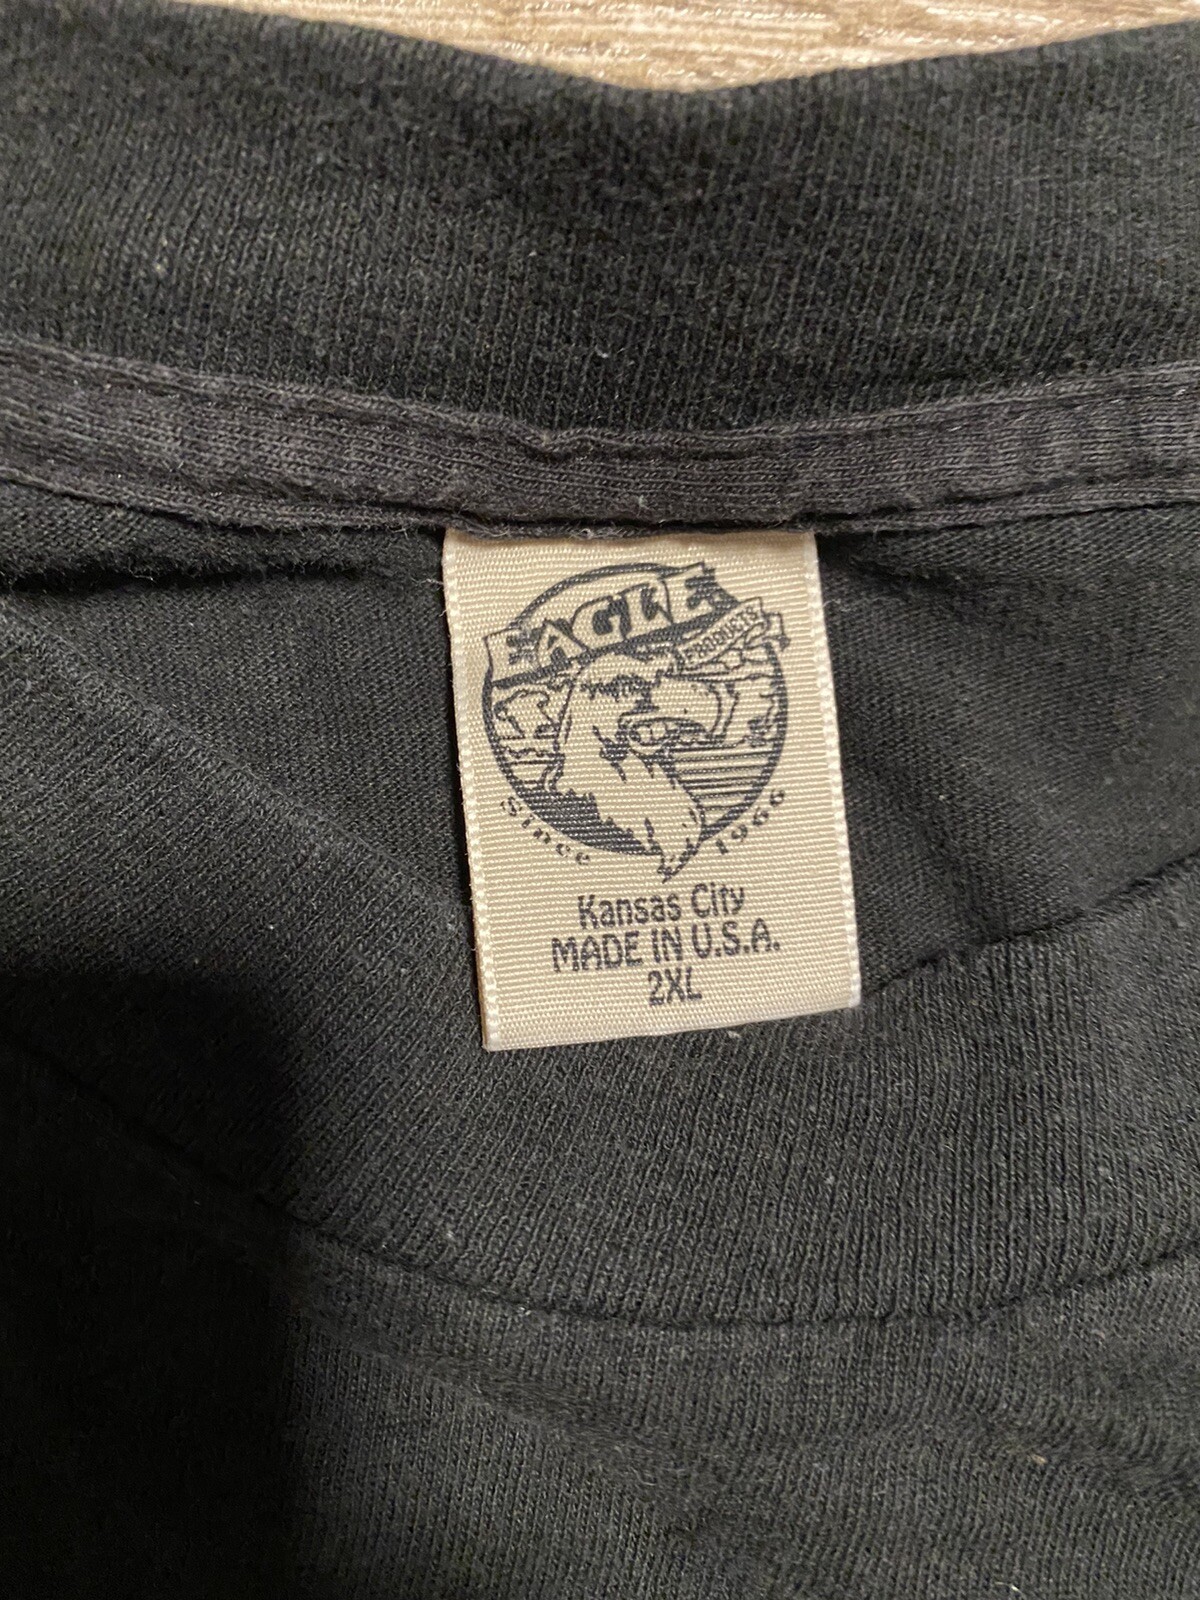 EAGLE
PRODUCTS
Since 1966
Kansas City
MADE IN U.S.A.
2XL